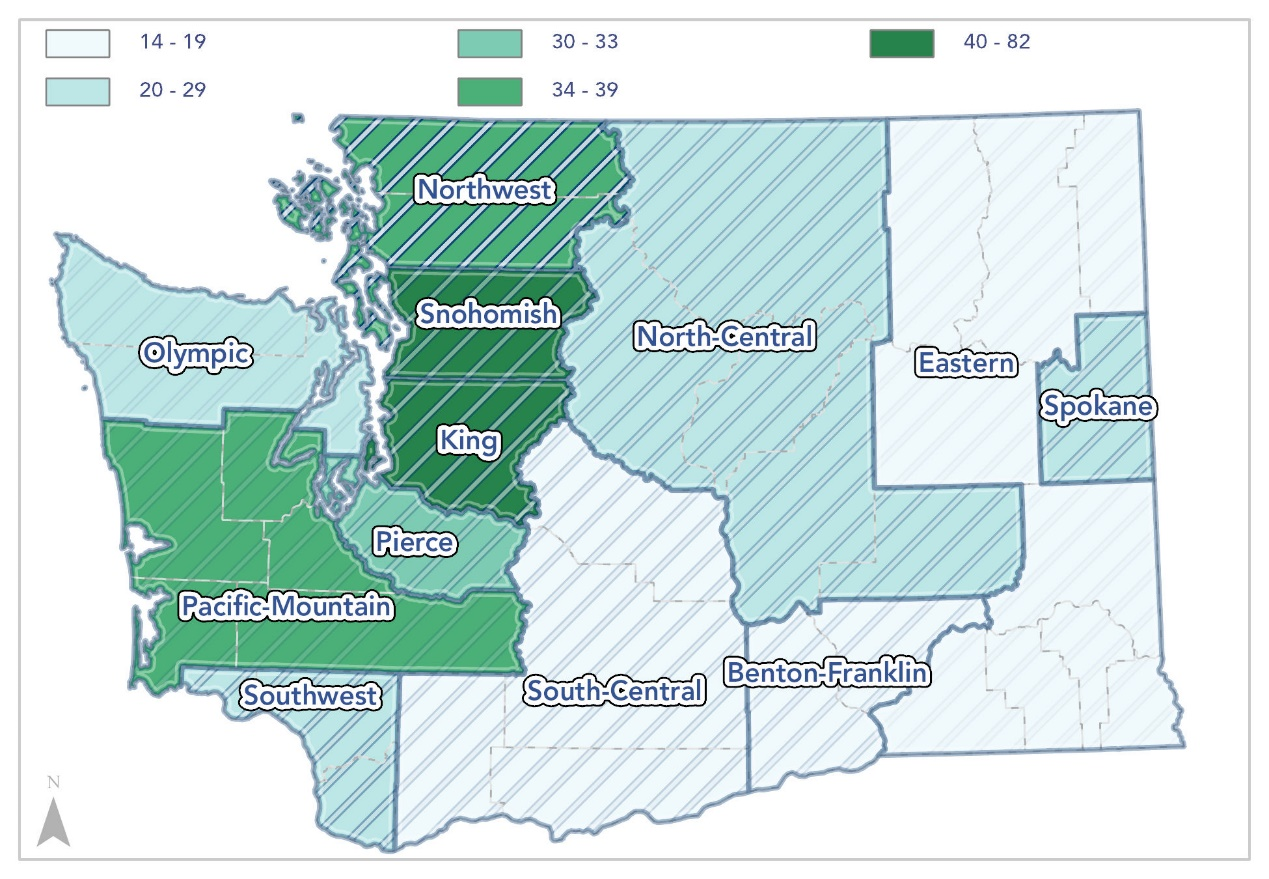 14 - 19
30 - 33
40 - 82
20 - 29
34 - 39
Northwest
Snohomish
North-Central
Olympic
Eastern
Spokane
King
Pierce
Pacific-Mountain
Benton-Franklin
South-Central
Southwest
N